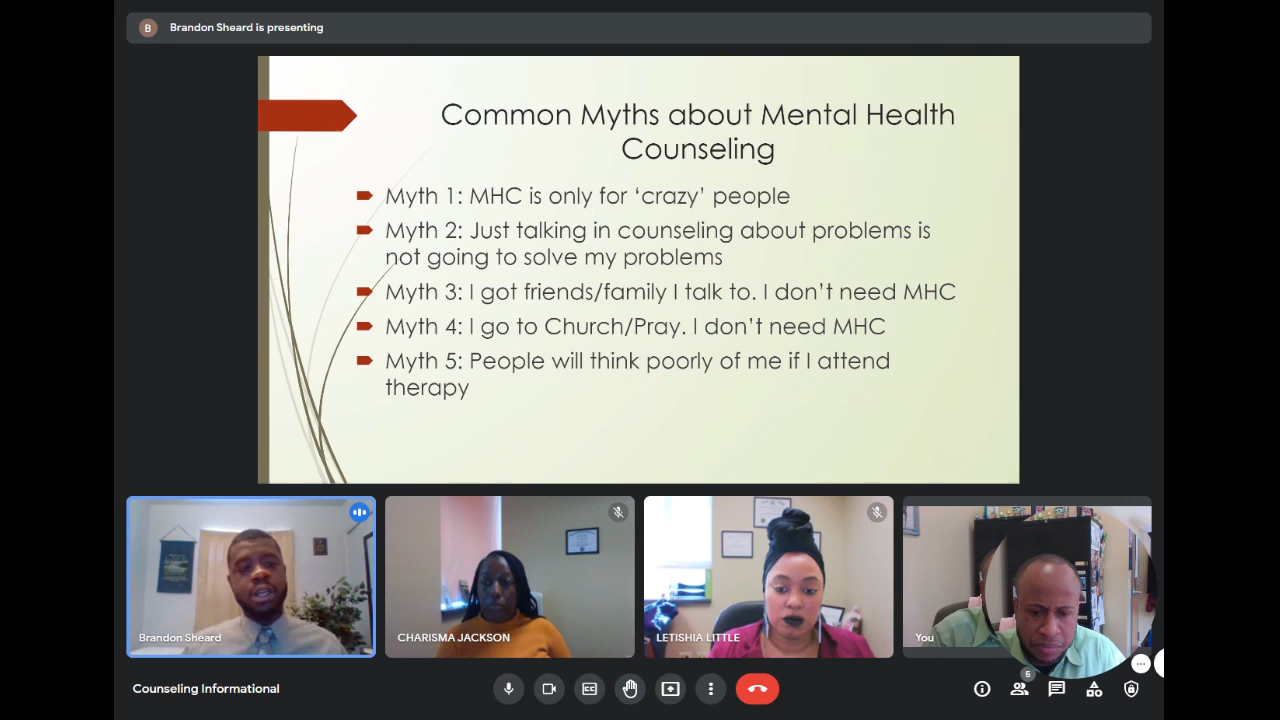 B
Brandon Sheard is presenting
Common Myths about Mental Health
Counseling
Myth 1: MHC is only for ‘crazy’ people
Myth 2: Just talking in counseling about problems is
not going to solve my problems
Myth 3: I got friends/family I talk to. I don’t need MHC
Myth 4: I go to Church/Pray. I don’t need MHC
Myth 5: People will think poorly of me if I attend
therapy
Brandon Sheard
CHARISMA JACKSON
LETISHIA LITTLE
You
Counseling Informational
CC
5